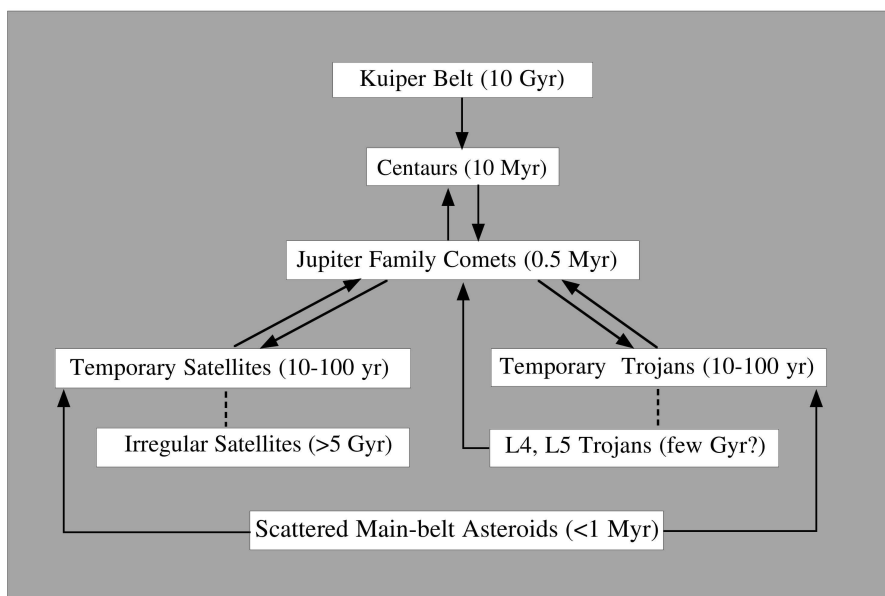 Kuiper Belt (10 Gyr)
Centaurs (10 Myr)
Jupiter Family Comets (0.5 Myr)
Temporary Satellites (10-100 yr)
Temporary Trojans (10-100 yr)
Irregular Satellites (>5 Gyr)
L4, L5 Trojans (few Gyr?)
Scattered Main-belt Asteroids (<1 Myr)